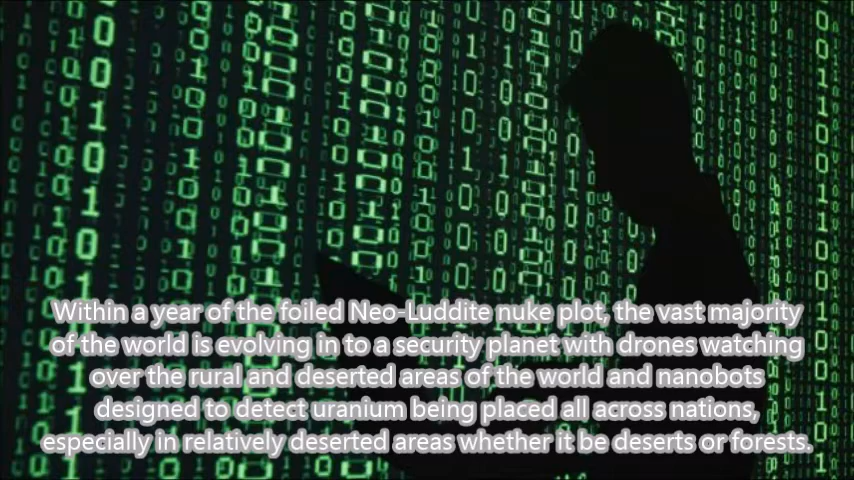 Within a year of the foiled Neo-Luddite nuke plot, the vast majority
of the world is evolving in to a security planet with drones watching
over the rural and deserted areas of the world and nanobots
designed to detect uranium being placed all across nations,
especially in relatively deserted areas whether it be deserts or forests.